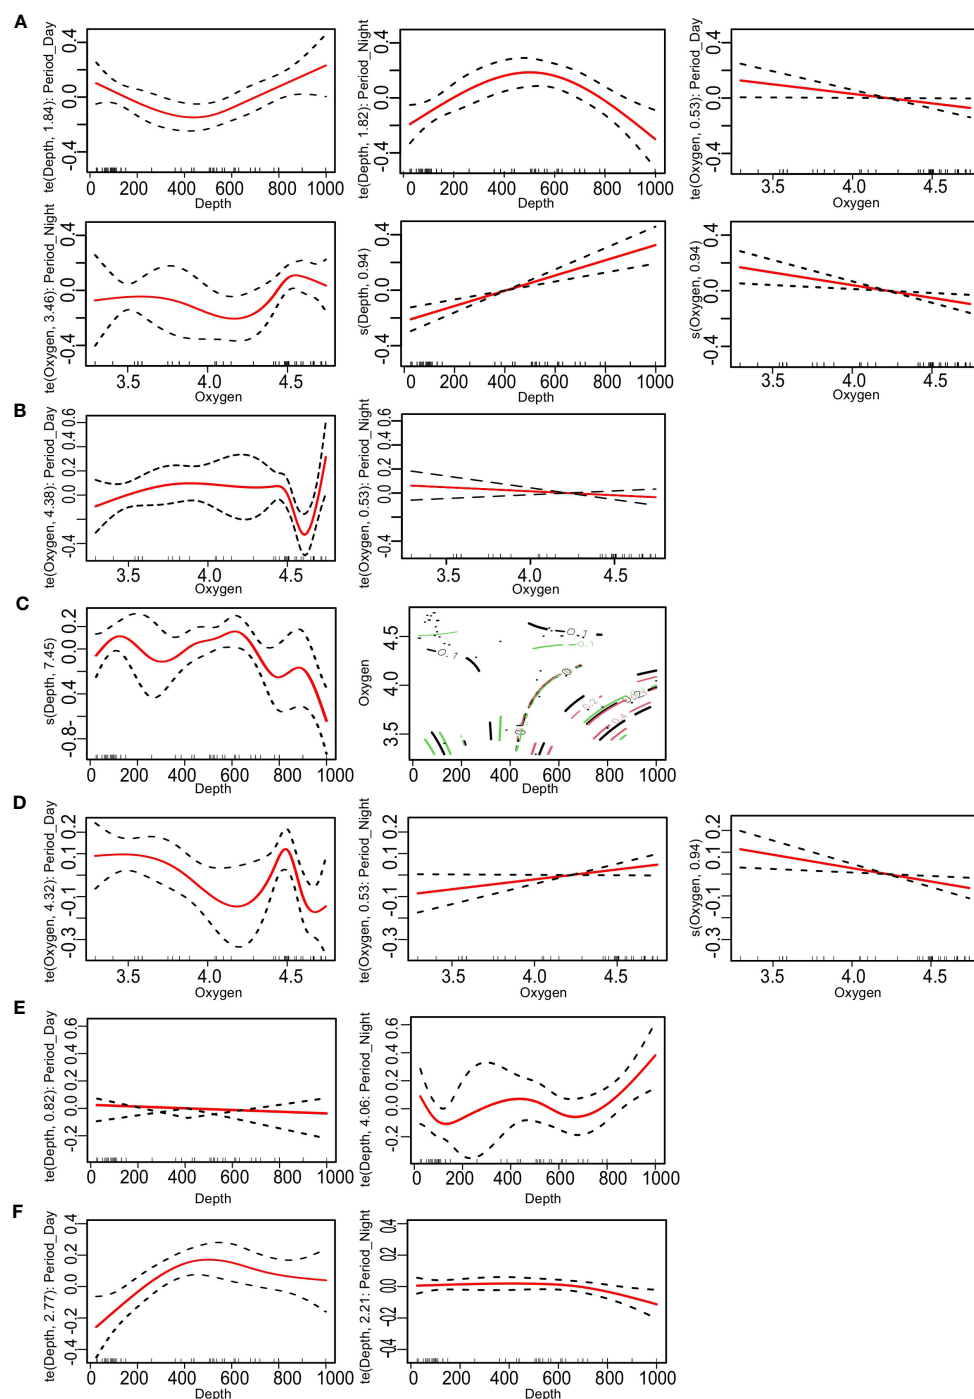 A
te(Depth, 1.84): Period_Day
0.4
0.0
-0.4
0 200 400 600 800 1000
Depth
te(Depth, 1.82): Period_Night
0.4
0.0
-0.4
0 200 400 600 800 1000
Depth
te(Oxygen, 0.53): Period_Day
0.4
0.0
-0.4
3.5 4.0 4.5
Oxygen
te(Oxygen, 3.46): Period_Night
0.4
0.0
-0.4
3.5 4.0 4.5
Oxygen
s(Depth, 0.94)
0.4
0.0
-0.4
0 200 400 600 800 1000
Depth
s(Oxygen, 0.94)
0.4
0.0
-0.4
3.5 4.0 4.5
Oxygen
B
te(Oxygen, 4.38): Period_Day
0.6
0.2
0.0
-0.4
3.5 4.0 4.5
Oxygen
te(Oxygen, 0.53): Period_Night
0.6
0.2
0.0
-0.4
3.5 4.0 4.5
Oxygen
C
s(Depth, 7.45)
0.2
0.0
0.4
-0.8
0 200 400 600 800 1000
Depth
Oxygen
4.5
4.0
3.5
0 200 400 600 800 1000
Depth
D
te(Oxygen, 4.32): Period_Day
0.2
0.1
-0.1
-0.3
3.5 4.0 4.5
Oxygen
te(Oxygen, 0.53: Period_Night
0.2
0.1
-0.1
-0.3
3.5 4.0 4.5
Oxygen
s(Oxygen, 0.94)
0.2
0.1
-0.1
-0.3
3.5 4.0 4.5
Oxygen
E
te(Depth, 0.82): Period_Day
0.6
0.4
0.2
0.0
-0.2
0 200 400 600 800 1000
Depth
te(Depth, 4.06: Period_Night
0.6
0.4
0.2
0.0
-0.2
0 200 400 600 800 1000
Depth
F
te(Depth, 2.77): Period_Day
0.4
0.2
0.0
-0.2
-0.4
0 200 400 600 800 1000
Depth
te(Depth, 2.21: Period_Night
0.4
0.2
0.0
-0.2
-0.4
0 200 400 600 800 1000
Depth